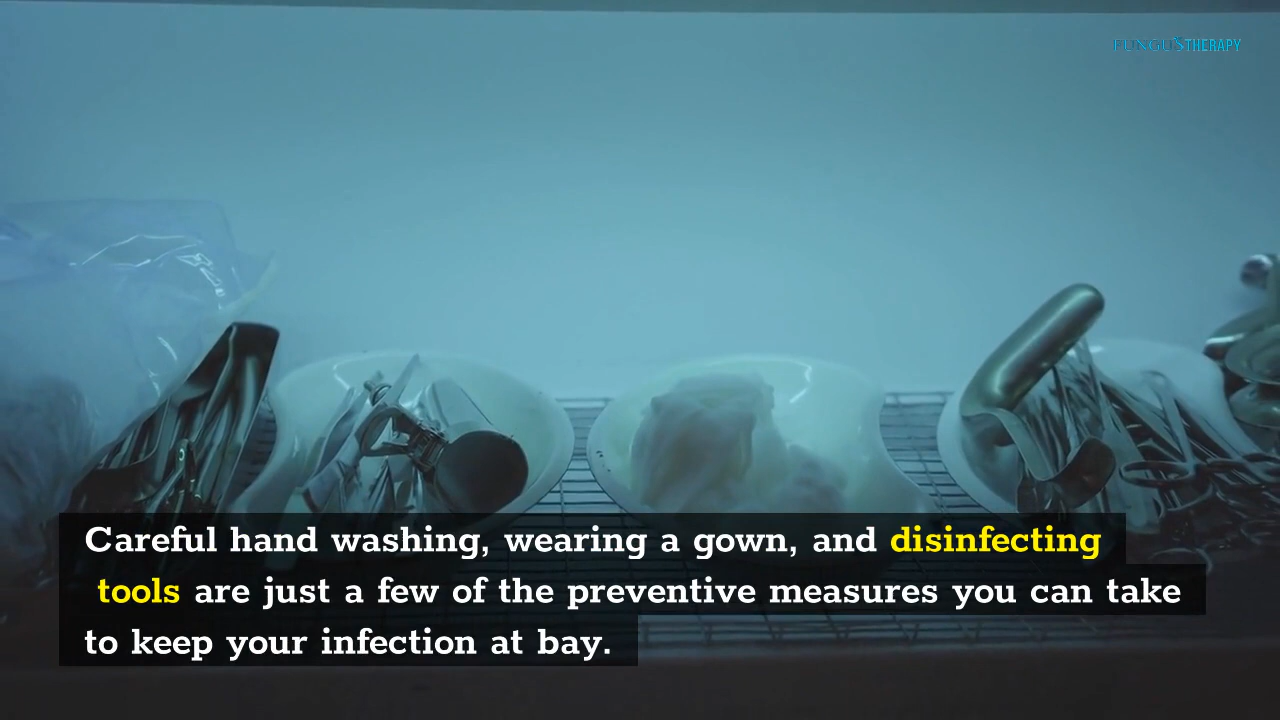 FUNGUSTHERAPY
Careful hand washing, wearing a gown, and disinfecting
tools are just a few of the preventive measures you can take
to keep your infection at bay.